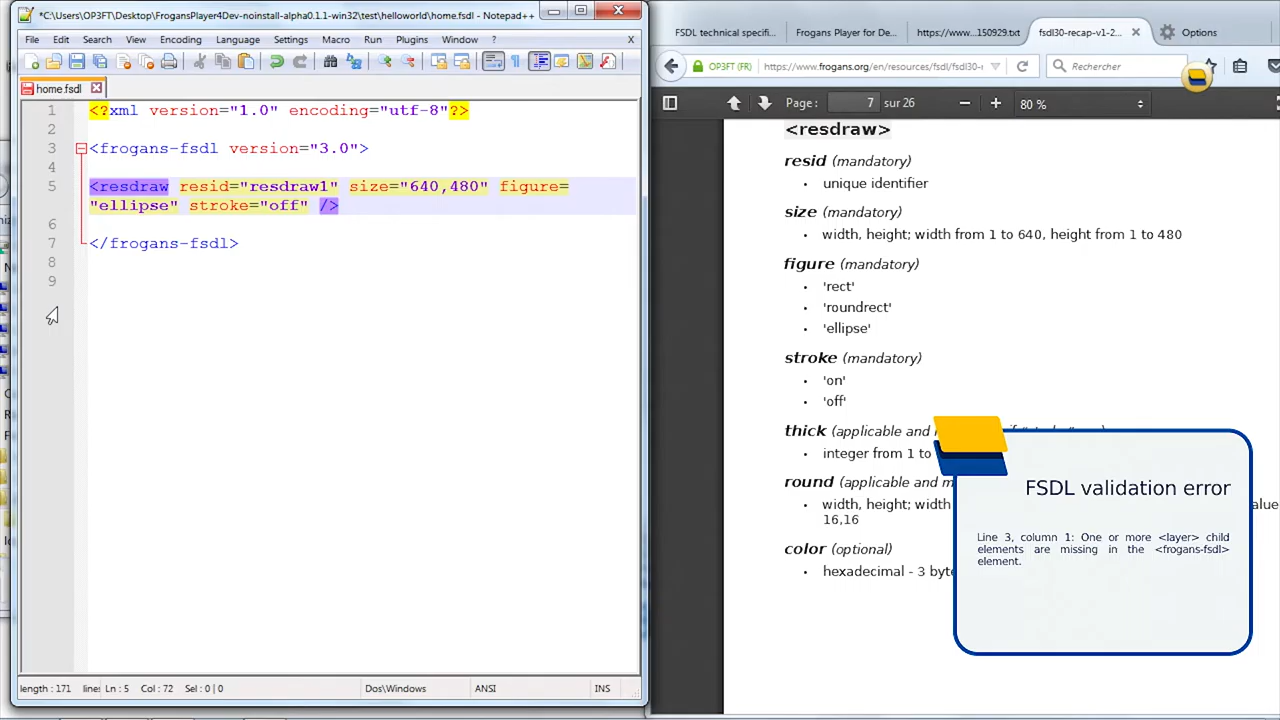 *C:\Users\OP3FT\Desktop\FrogansPlayer4Dev-noinstall-alpha0.1.1-win32\test\helloworld\home.fsdl - Notepad++
File Edit Search View Encoding Language Settings Macro Run Plugins Window ? X
home.fsdl
1 <?xml version="1.0" encoding="utf-8"?>
2
3 <frogans-fsdl version="3.0">
4
5 <resdraw resid="resdraw1" size="640,480" figure=
"ellipse" stroke="off" />
6
7 </frogans-fsdl>
8
9
length : 171 lines Ln : 5 Col : 72 Sel : 0 | 0 Dos\Windows ANSI INS
FSDL technical specifi... Frogans Player for De... https://www...150929.txt fsdl30-recap-v1-2... Options
OP3FT (FR) https://www.frogans.org/en/resources/fsdl/fsdl30- Rechercher
Page : 7 sur 26 80 %
<resdraw>
resid (mandatory)
• unique identifier
size (mandatory)
• width, height; width from 1 to 640, height from 1 to 480
figure (mandatory)
• 'rect'
• 'roundrect'
• 'ellipse'
stroke (mandatory)
• 'on'
• 'off'
thick (applicable and
• integer from 1 to
round (applicable and
• width, height; width
16,16
color (optional)
• hexadecimal - 3 byte
FSDL validation error
Line 3, column 1: One or more <layer> child
elements are missing in the <frogans-fsdl>
element.